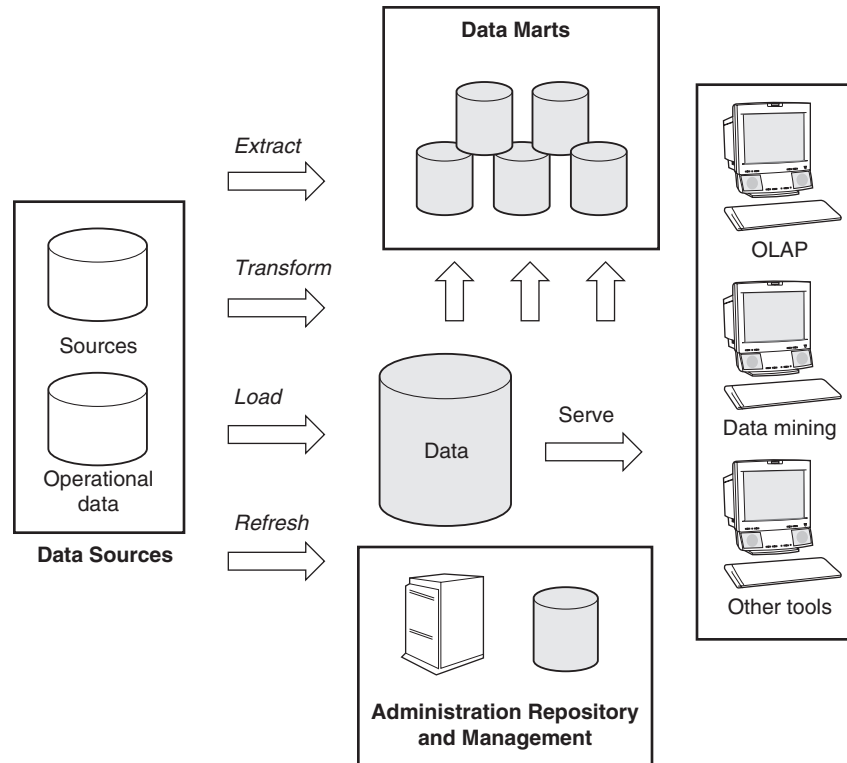 Data Marts
Extract
Transform
Load
Refresh
Sources
Operational
data
Data Sources
Data
Serve
OLAP
Data mining
Other tools
Administration Repository
and Management